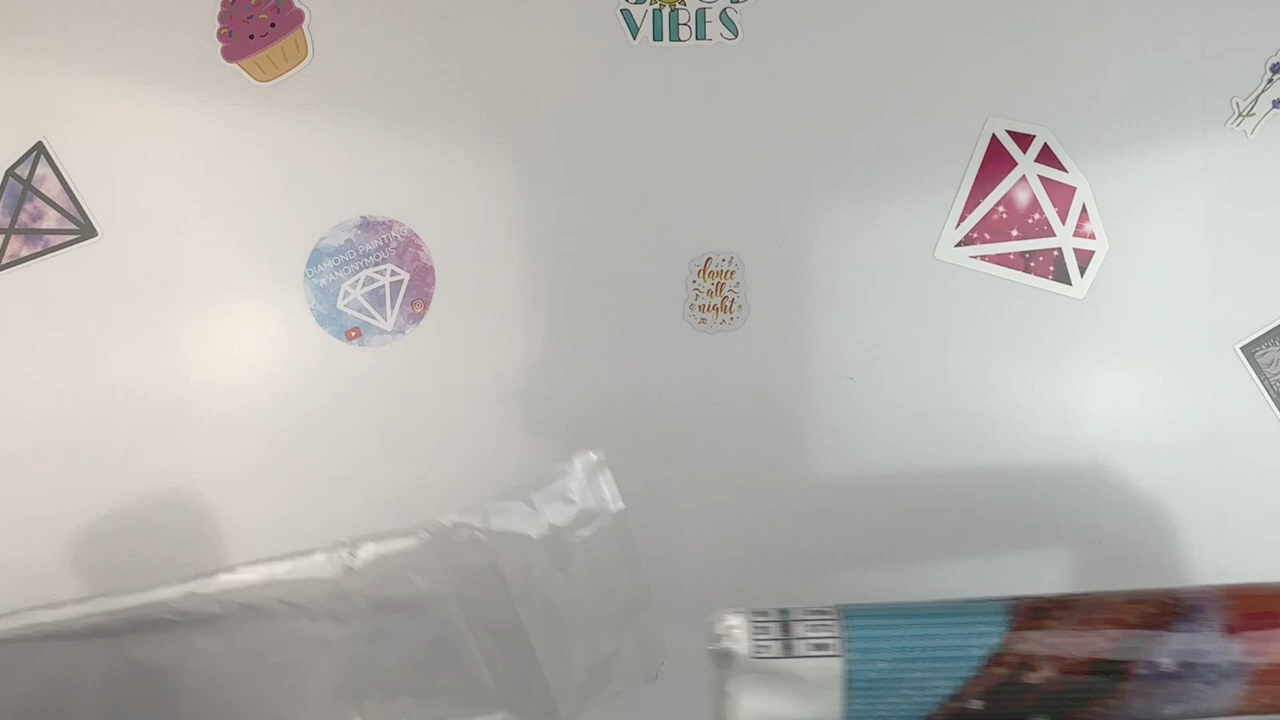 VIBES
DIAMOND PAINTING
ANONYMOUS
dance
all
night